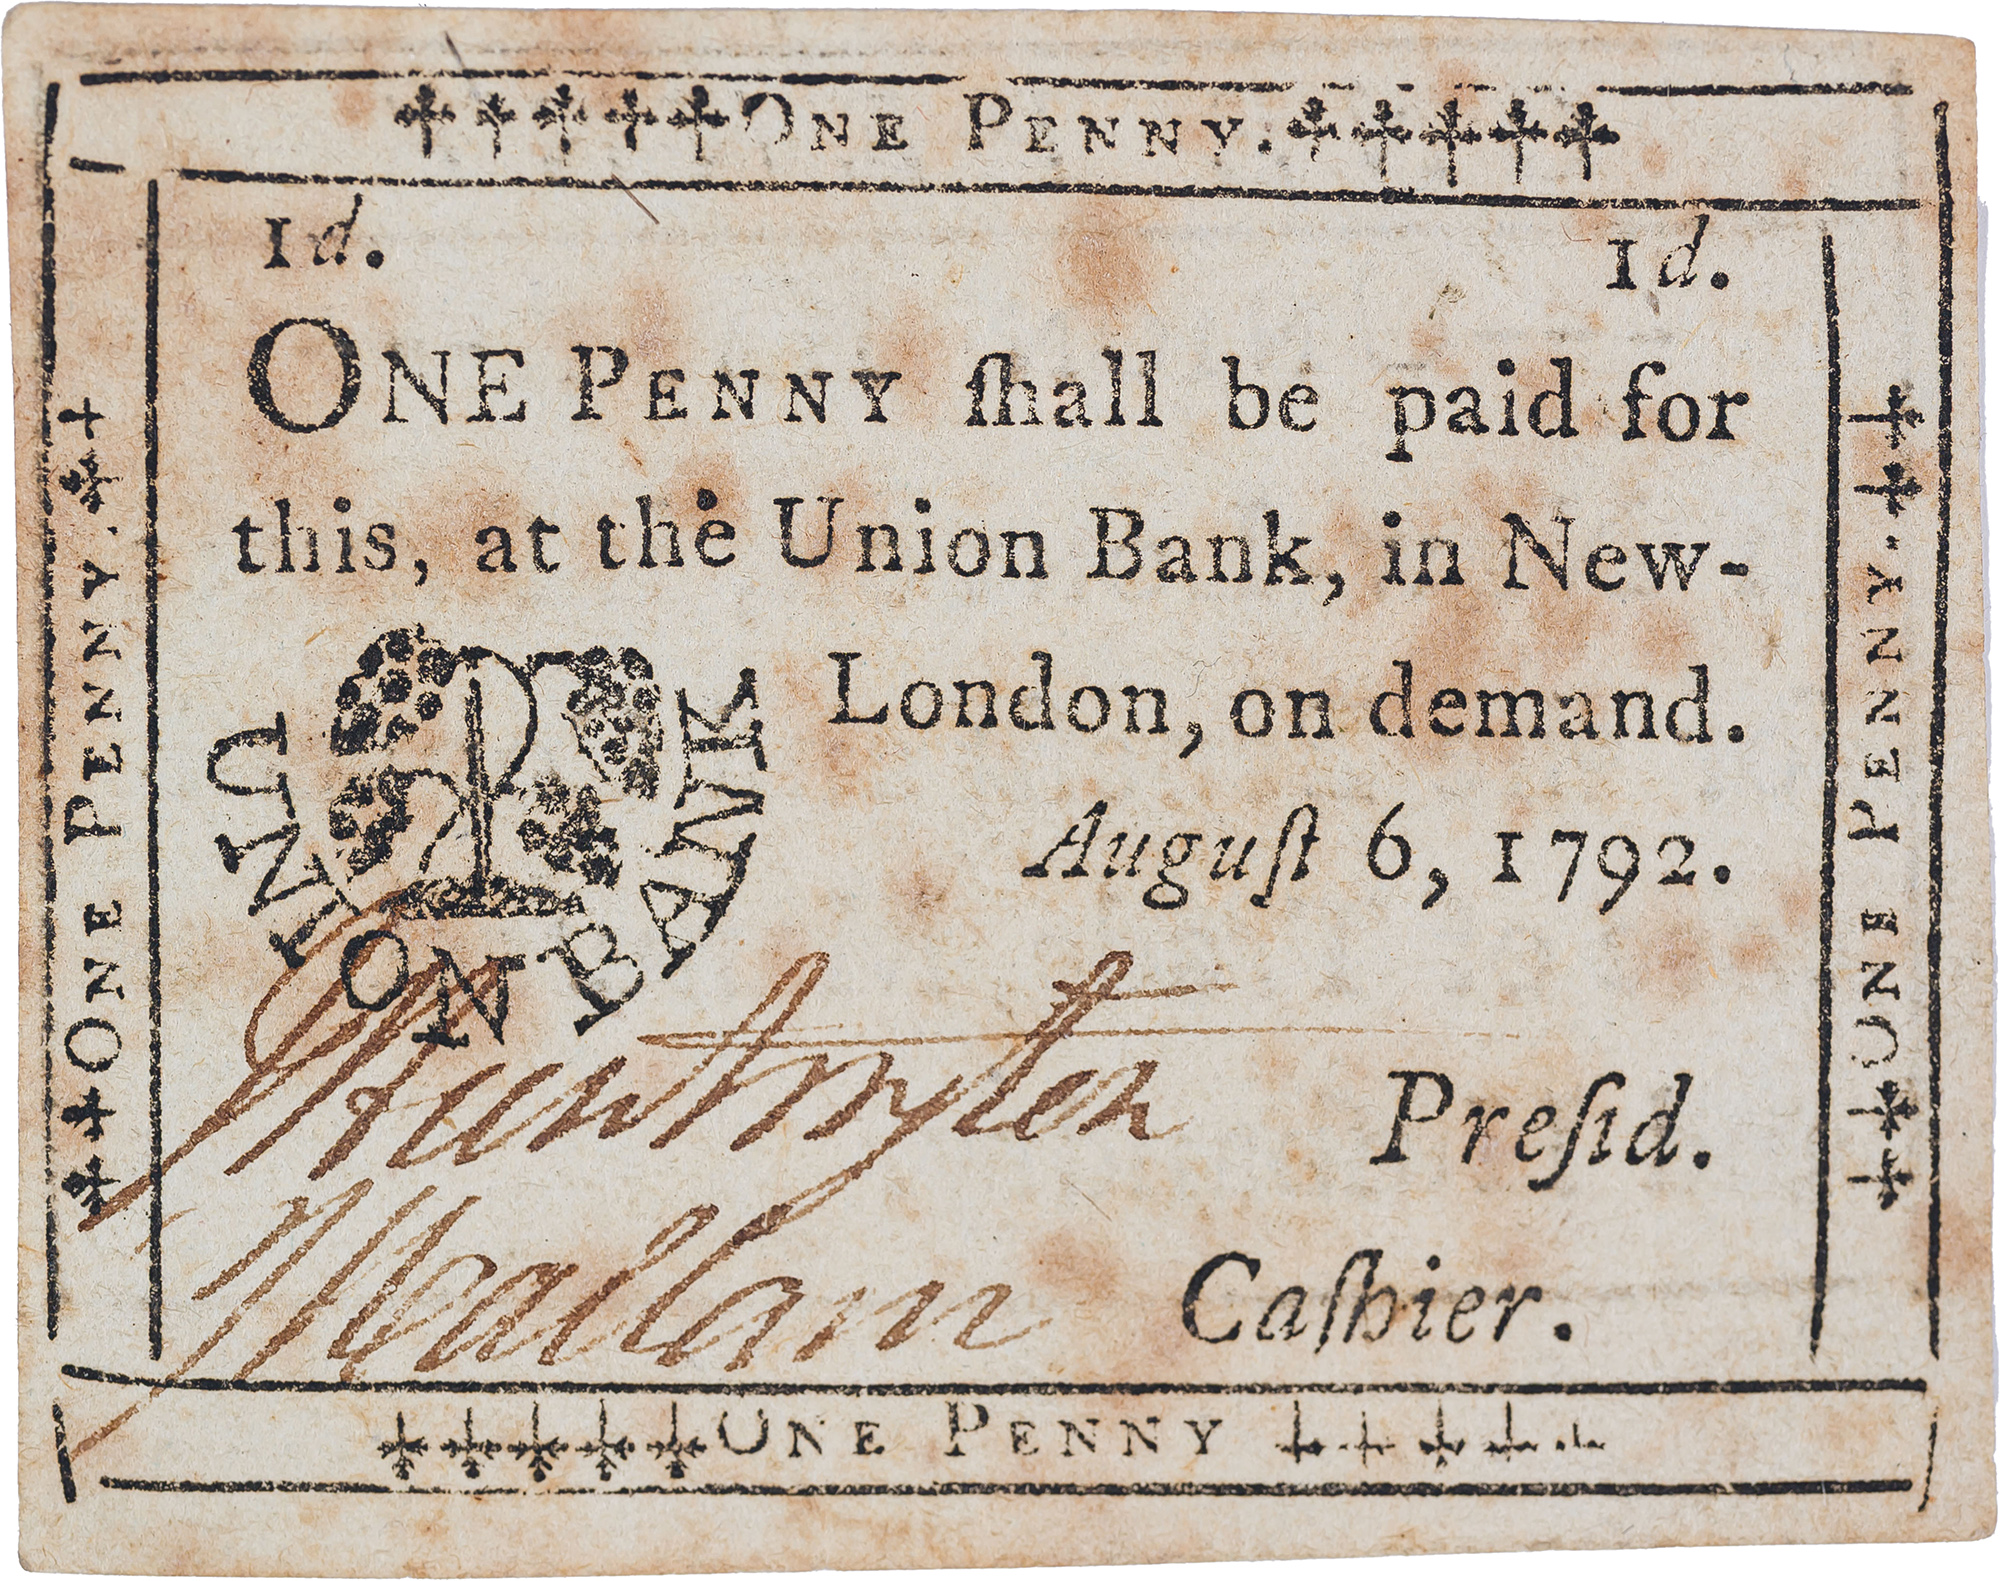 One Penny.
1d. 1d.
ONE PENNY ſhall be paid for
this, at the Union Bank, in New-
London, on demand.
UNION BANK
Auguſt 6, 1792.
Preſid.
Caſhier.
One Penny
One Penny.
One Penny.